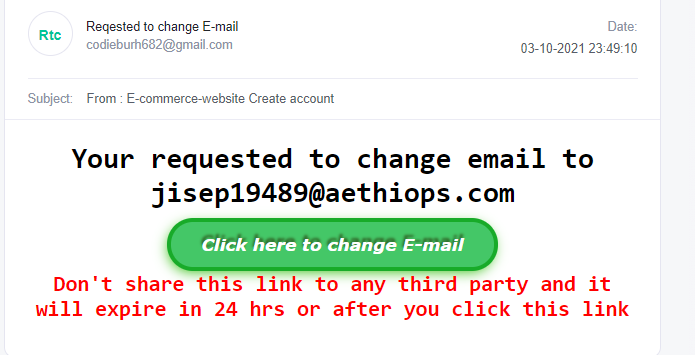 Rtc
Reqested to change E-mail
codieburh682@gmail.com
Date:
03-10-2021 23:49:10
Subject: From : E-commerce-website Create account
Your requested to change email to
jisep19489@aethiops.com
Click here to change E-mail
Don't share this link to any third party and it
will expire in 24 hrs or after you click this link